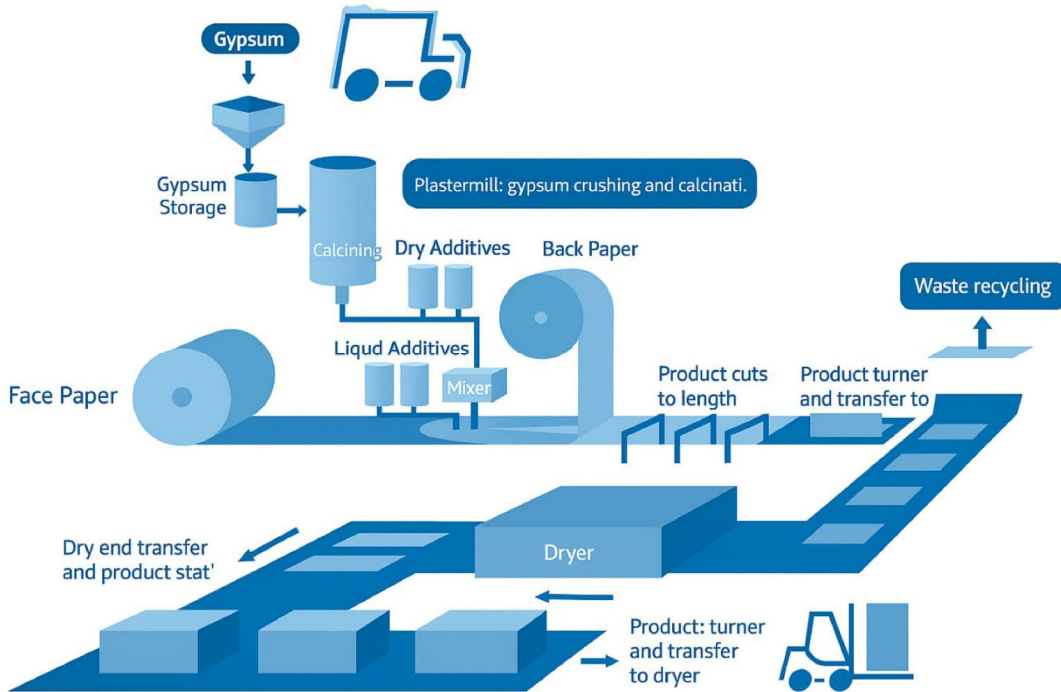 Gypsum
Gypsum
Storage
Plastermill: gypsum crushing and calcinati.
Calcining
Dry Additives
Back Paper
Waste recycling
Liqud Additives
Mixer
Face Paper
Product cuts
to length
Product turner
and transfer to
Dryer
Dry end transfer
and product stat'
Product: turner
and transfer
to dryer